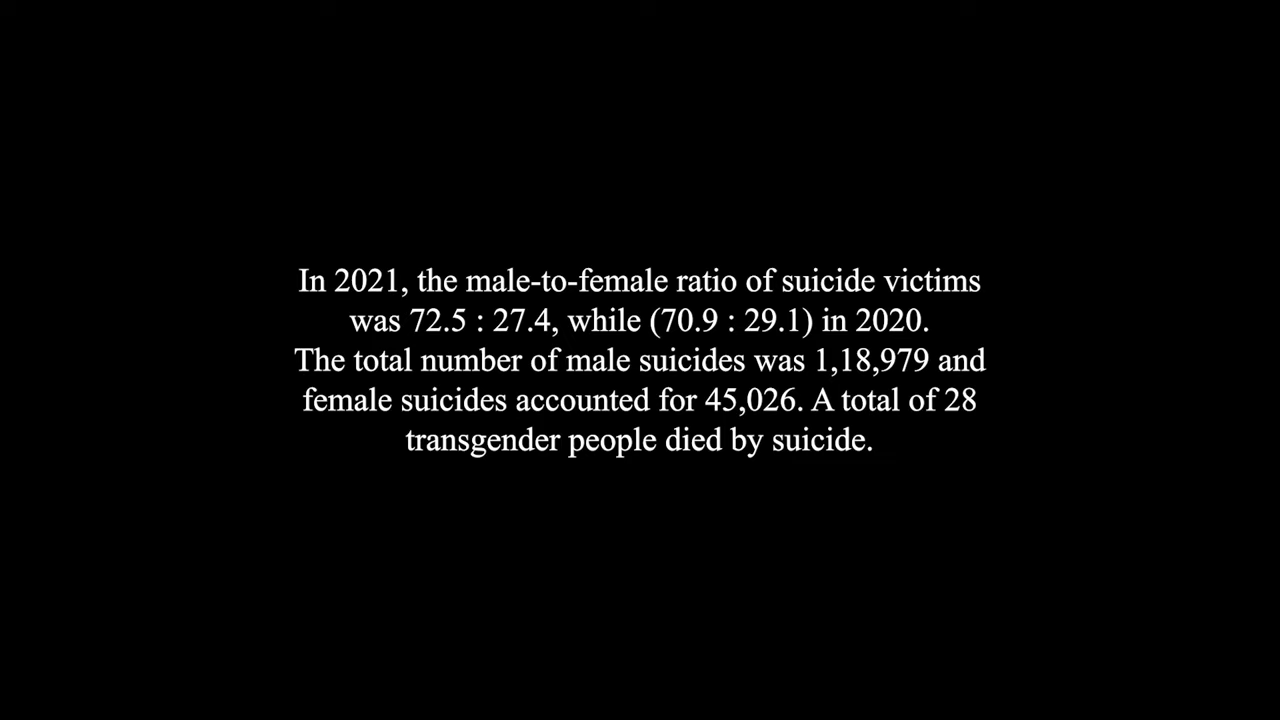 In 2021, the male-to-female ratio of suicide victims
was 72.5 : 27.4, while (70.9 : 29.1) in 2020.
The total number of male suicides was 1,18,979 and
female suicides accounted for 45,026. A total of 28
transgender people died by suicide.